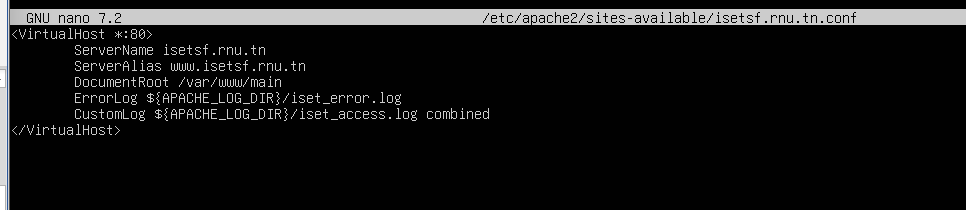 GNU nano 7.2 /etc/apache2/sites-available/isetsf.rnu.tn.conf
<VirtualHost *:80>
ServerName isetsf.rnu.tn
ServerAlias www.isetsf.rnu.tn
DocumentRoot /var/www/main
ErrorLog ${APACHE_LOG_DIR}/iset_error.log
CustomLog ${APACHE_LOG_DIR}/iset_access.log combined
</VirtualHost>